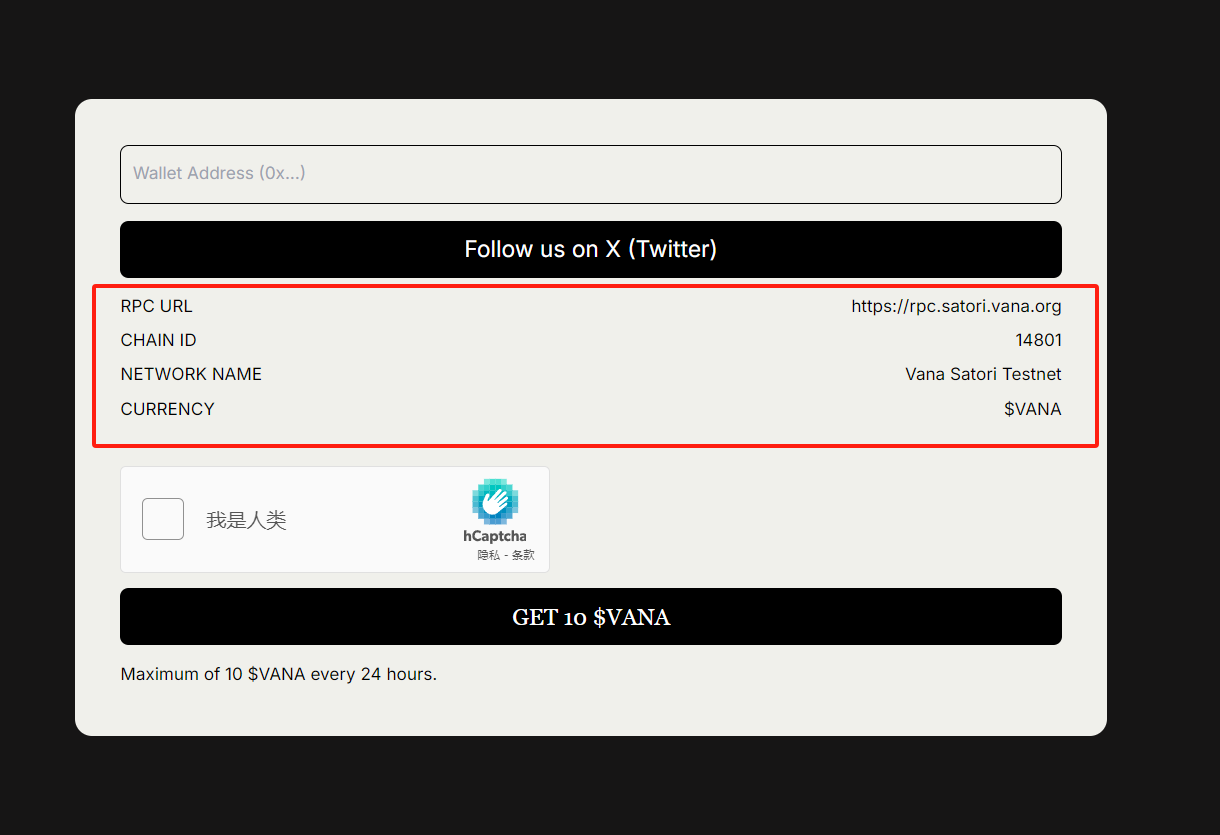 Wallet Address (0x...)
Follow us on X (Twitter)
RPC URL https://rpc.satori.vana.org
CHAIN ID 14801
NETWORK NAME Vana Satori Testnet
CURRENCY $VANA
我是人类
hCaptcha
隐私 - 条款
GET 10 $VANA
Maximum of 10 $VANA every 24 hours.